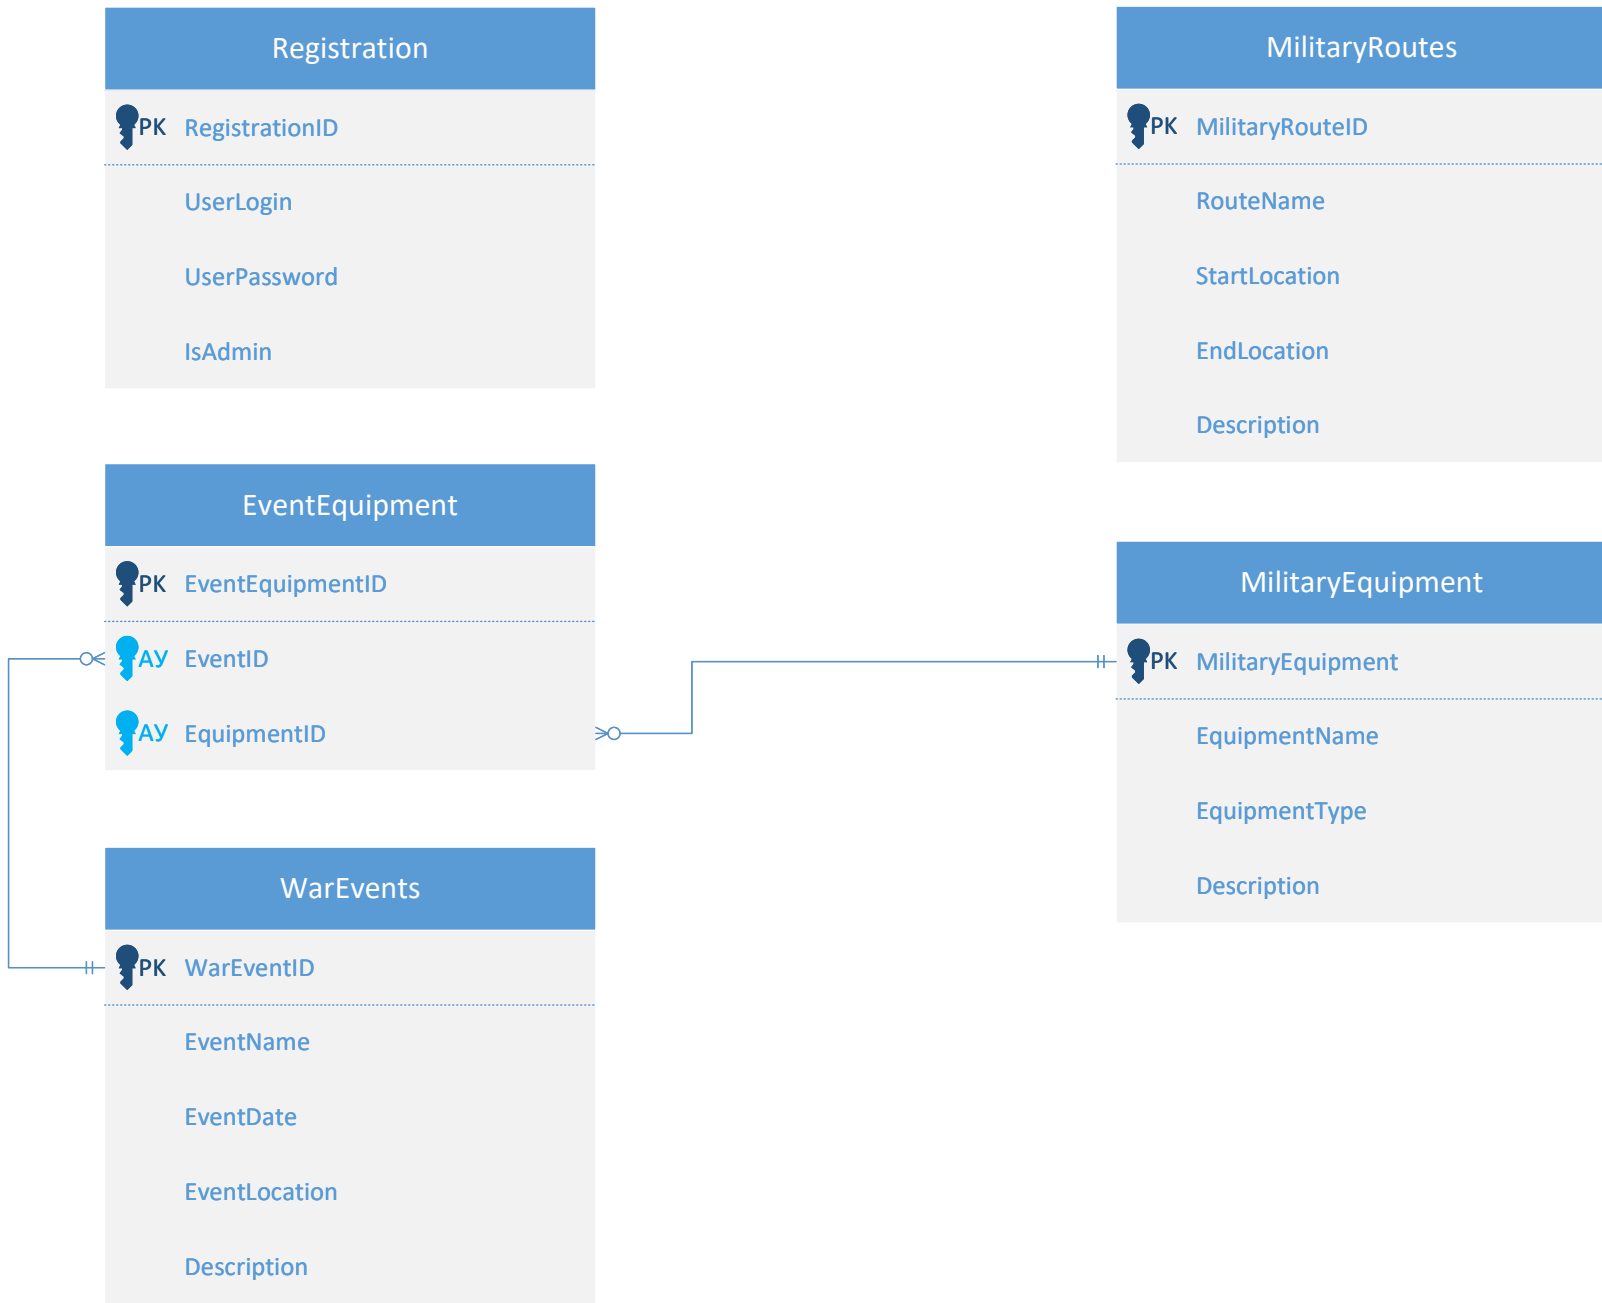 Registration
PK RegistrationID
UserLogin
UserPassword
IsAdmin
MilitaryRoutes
PK MilitaryRouteID
RouteName
StartLocation
EndLocation
Description
EventEquipment
PK EventEquipmentID
АУ EventID
АУ EquipmentID
MilitaryEquipment
PK MilitaryEquipment
EquipmentName
EquipmentType
Description
WarEvents
PK WarEventID
EventName
EventDate
EventLocation
Description